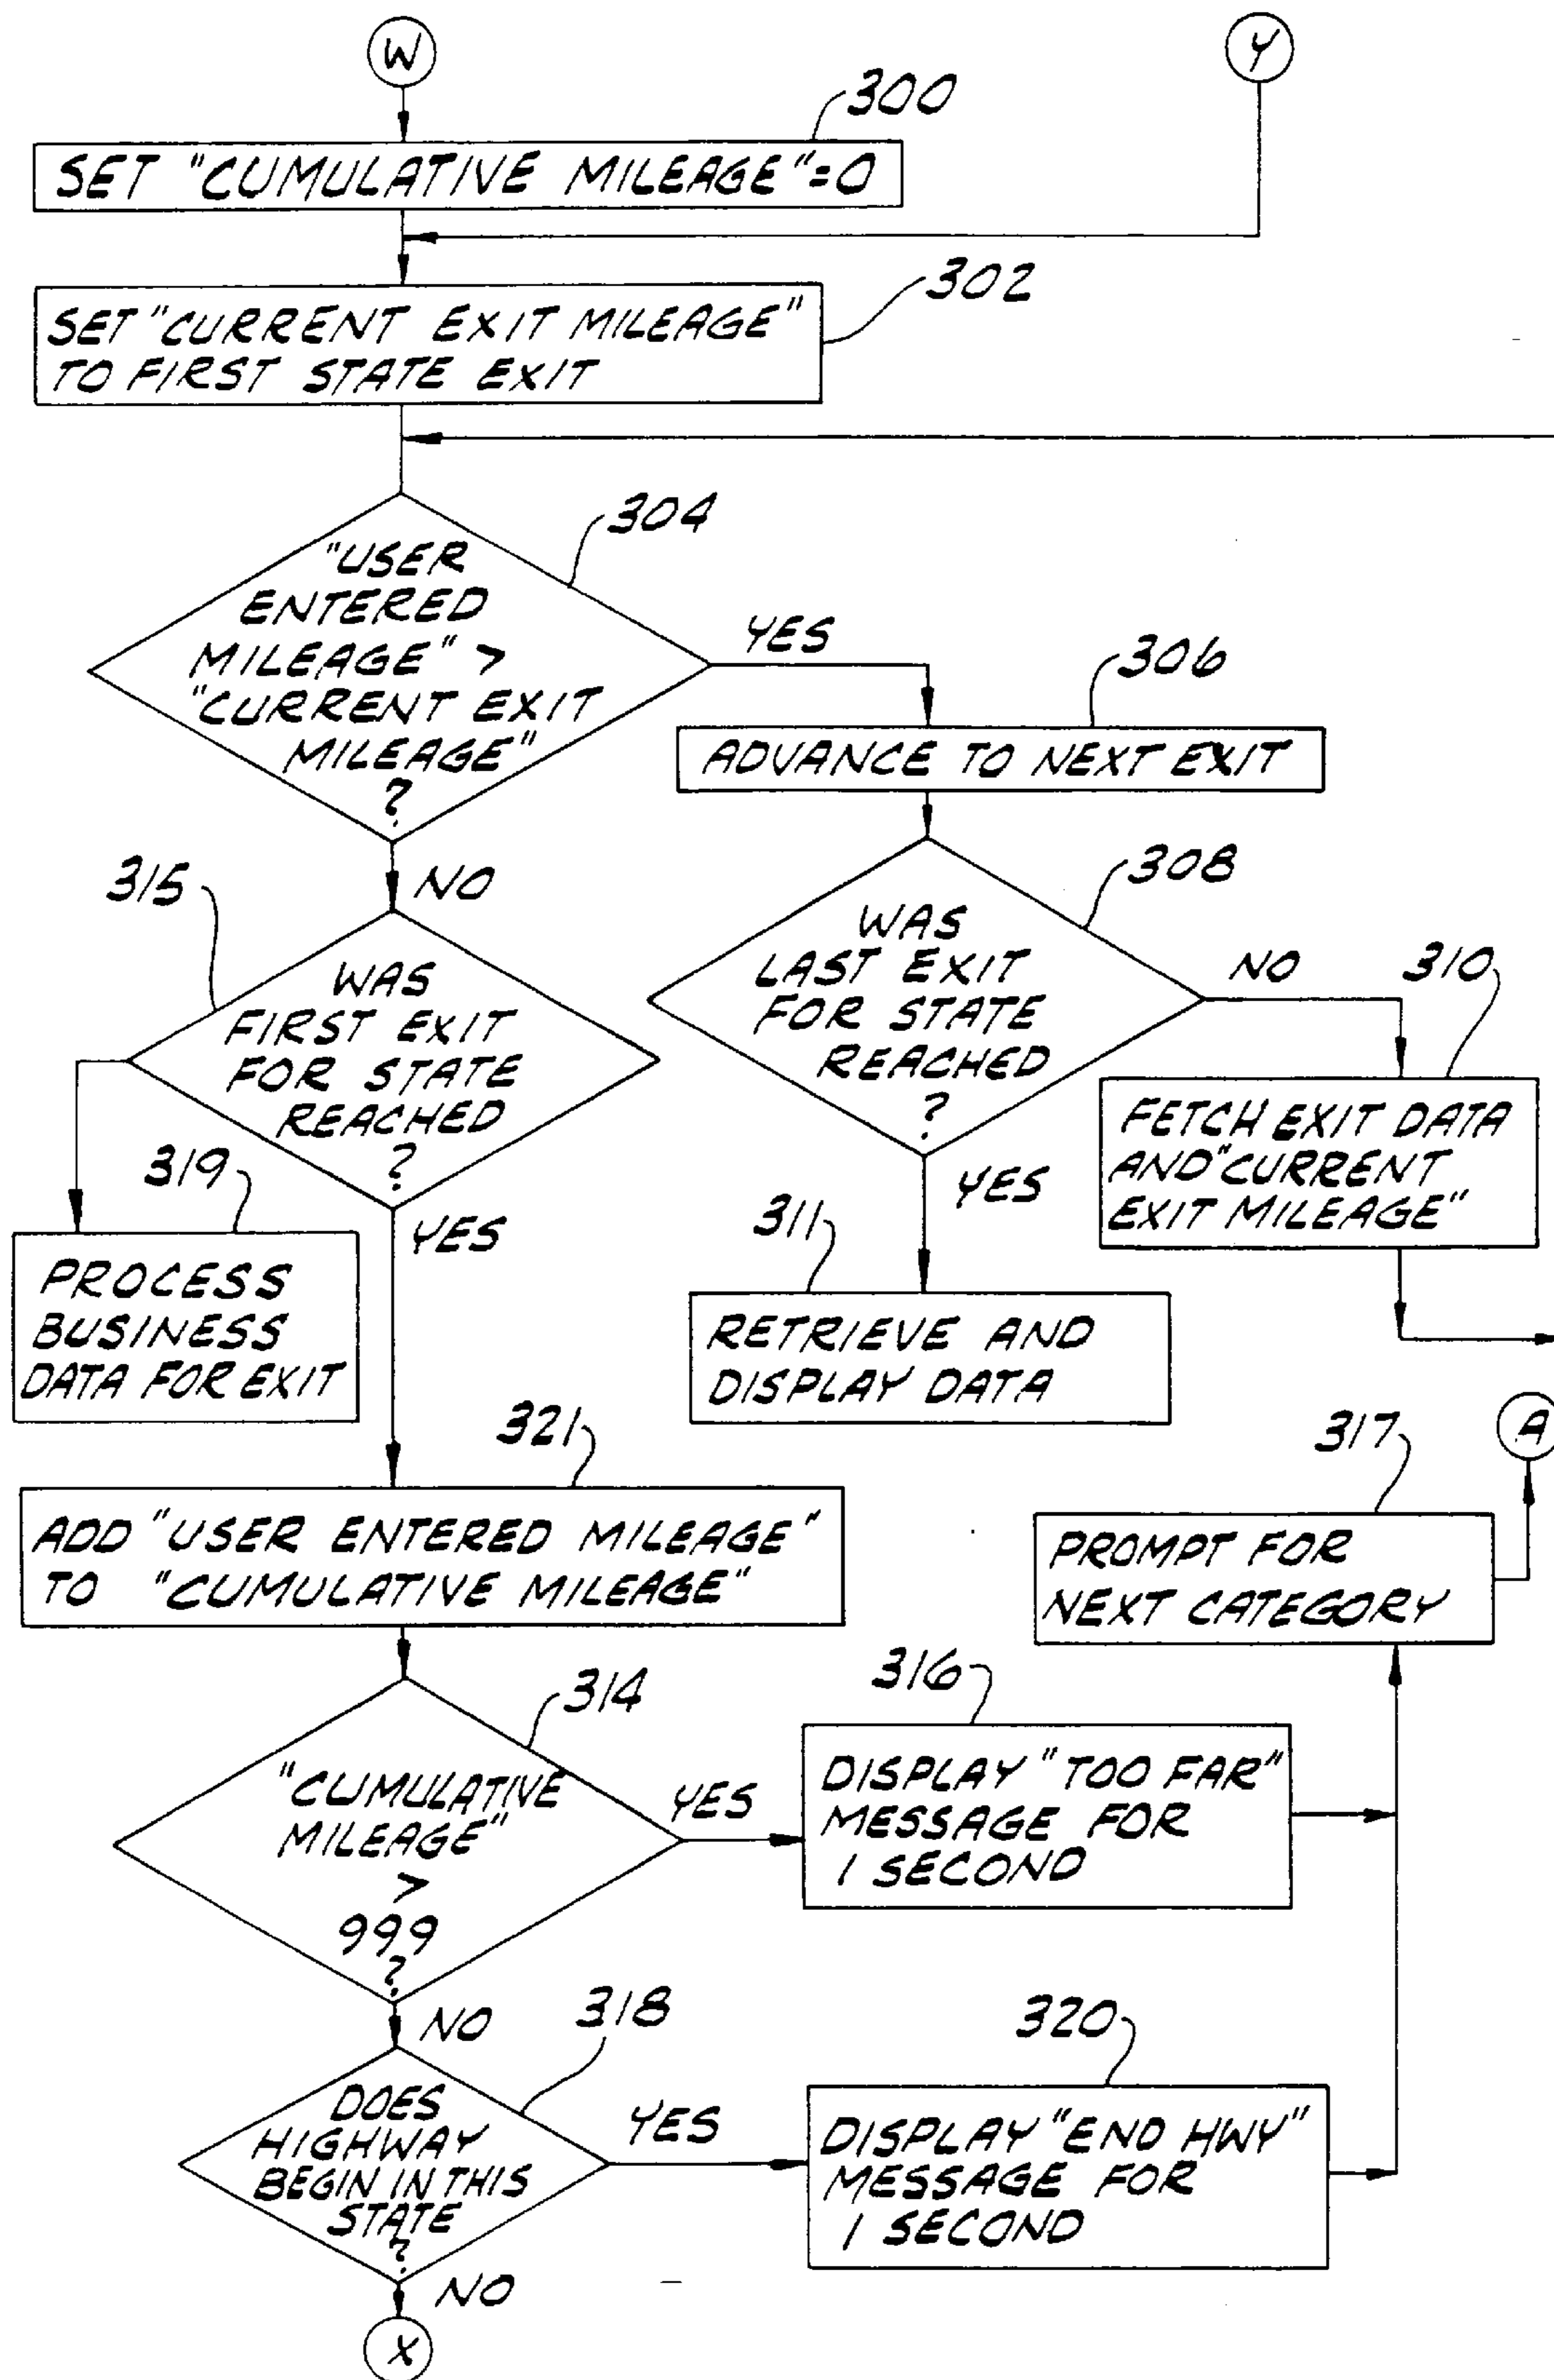 W
Y
300
SET "CUMULATIVE MILEAGE"=0
302
SET "CURRENT EXIT MILEAGE"
TO FIRST STATE EXIT
304
"USER
ENTERED
MILEAGE" >
"CURRENT EXIT
MILEAGE"
?
YES
306
ADVANCE TO NEXT EXIT
NO
315
WAS
FIRST EXIT
FOR STATE
REACHED
?
308
WAS
LAST EXIT
FOR STATE
REACHED
?
NO
310
FETCH EXIT DATA
AND "CURRENT
EXIT MILEAGE"
319
PROCESS
BUSINESS
DATA FOR EXIT
YES
YES
311
RETRIEVE AND
DISPLAY DATA
A
317
PROMPT FOR
NEXT CATEGORY
321
ADD "USER ENTERED MILEAGE"
TO "CUMULATIVE MILEAGE"
314
"CUMULATIVE
MILEAGE"
>
999
?
YES
316
DISPLAY "TOO FAR"
MESSAGE FOR
1 SECOND
NO
318
DOES
HIGHWAY
BEGIN IN THIS
STATE
?
YES
320
DISPLAY "END HWY"
MESSAGE FOR
1 SECOND
NO
X